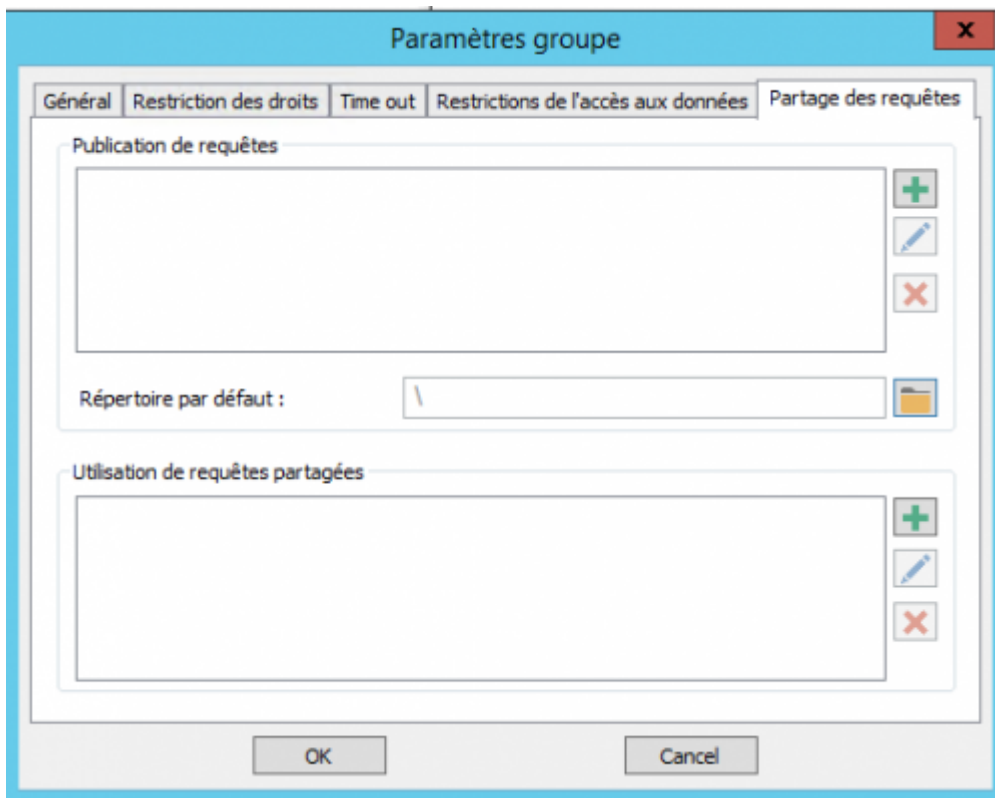 Paramètres groupe
Général
Restriction des droits
Time out
Restrictions de l'accès aux données
Partage des requêtes
Publication de requêtes
Répertoire par défaut :
\
Utilisation de requêtes partagées
OK
Cancel